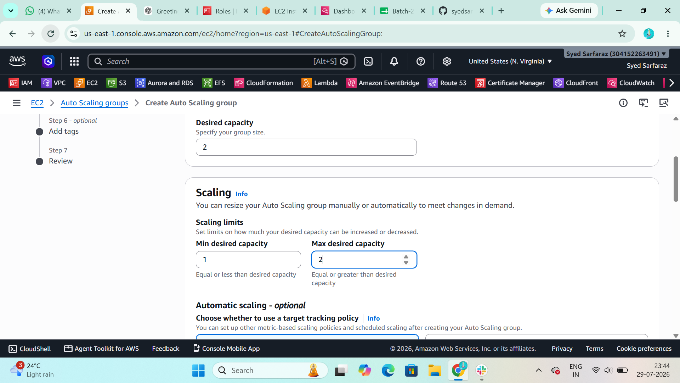 (4) Wha
Create
Greetin
Roles |
EC2 Ins
Dashbo
Batch-2
syedsa
Ask Gemini
us-east-1.console.aws.amazon.com/ec2/home?region=us-east-1#CreateAutoScalingGroup:
aws
Search
[Alt+S]
United States (N. Virginia)
Syed Sarfaraz (304152263491)
Syed Sarfaraz
IAM
VPC
EC2
S3
Aurora and RDS
EFS
CloudFormation
Lambda
Amazon EventBridge
Route 53
Certificate Manager
CloudFront
CloudWatch
EC2
Auto Scaling groups
Create Auto Scaling group
Step 6 - optional
Add tags
Step 7
Review
Desired capacity
Specify your group size.
2
Scaling Info
You can resize your Auto Scaling group manually or automatically to meet changes in demand.
Scaling limits
Set limits on how much your desired capacity can be increased or decreased.
Min desired capacity
Max desired capacity
1
2
Equal or less than desired capacity
Equal or greater than desired
capacity
Automatic scaling - optional
Choose whether to use a target tracking policy Info
You can set up other metric-based scaling policies and scheduled scaling after creating your Auto Scaling group.
CloudShell
Agent Toolkit for AWS
Feedback
Console Mobile App
© 2026, Amazon Web Services, Inc. or its affiliates.
Privacy
Terms
Cookie preferences
24°C
Light rain
Search
ENG
IN
23:44
29-07-2026